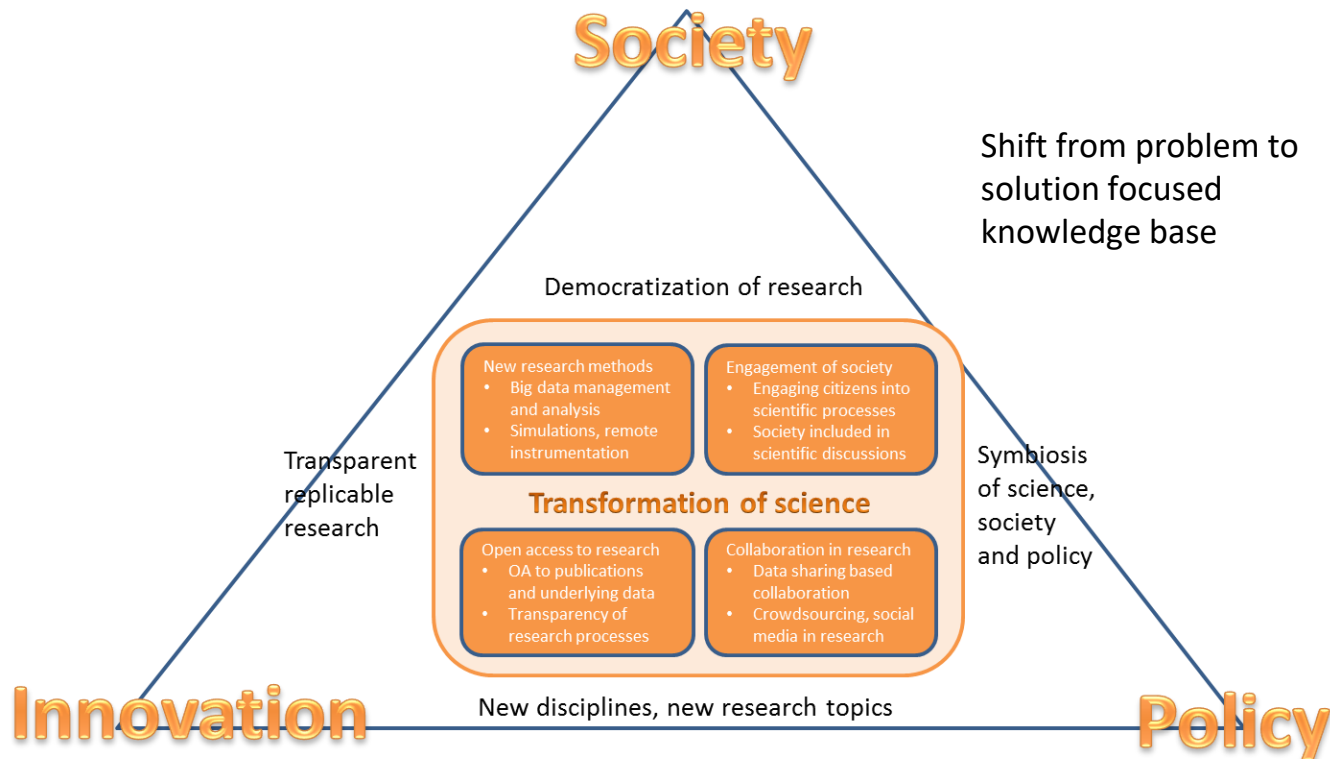 Society
Shift from problem to
solution focused
knowledge base
Democratization of research
New research methods
• Big data management
and analysis
• Simulations, remote
instrumentation
Engagement of society
• Engaging citizens into
scientific processes
• Society included in
scientific discussions
Transparent
replicable
research
Transformation of science
Symbiosis
of science,
society
and policy
Open access to research
• OA to publications
and underlying data
• Transparency of
research processes
Collaboration in research
• Data sharing based
collaboration
• Crowdsourcing, social
media in research
Innovation
New disciplines, new research topics
Policy